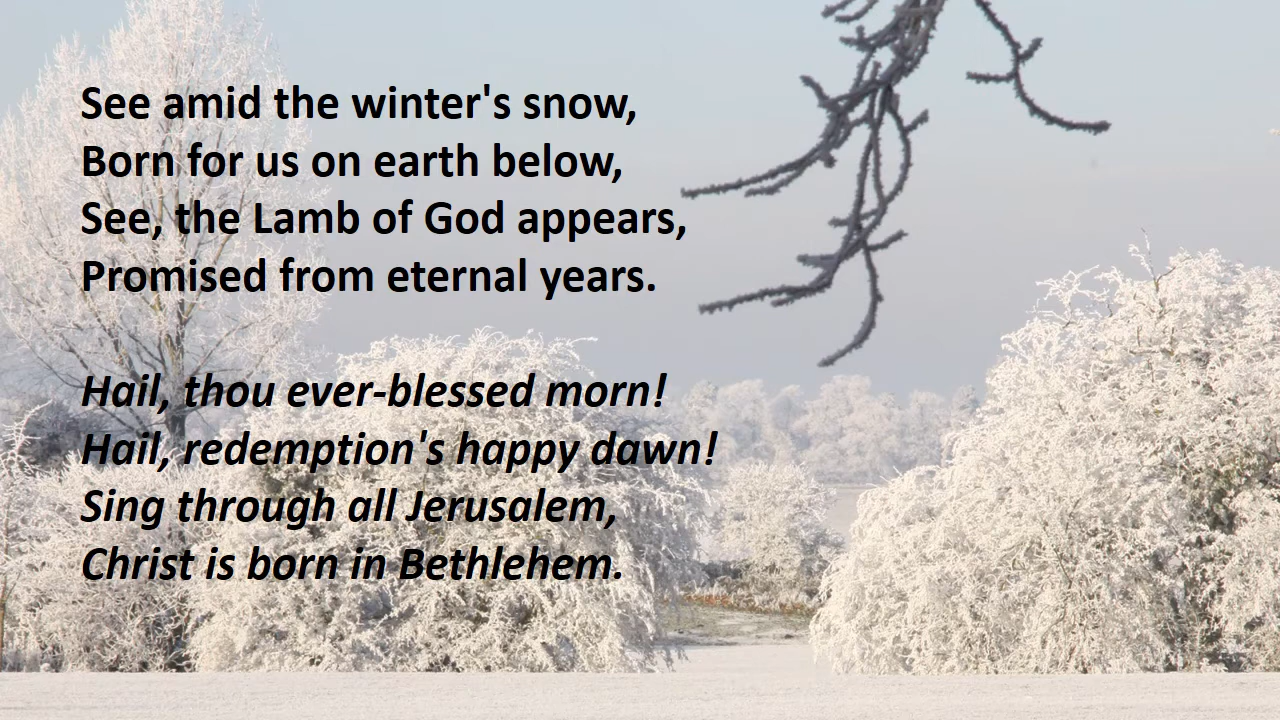 See amid the winter's snow,
Born for us on earth below,
See, the Lamb of God appears,
Promised from eternal years.
Hail, thou ever-blessed morn!
Hail, redemption's happy dawn!
Sing through all Jerusalem,
Christ is born in Bethlehem.